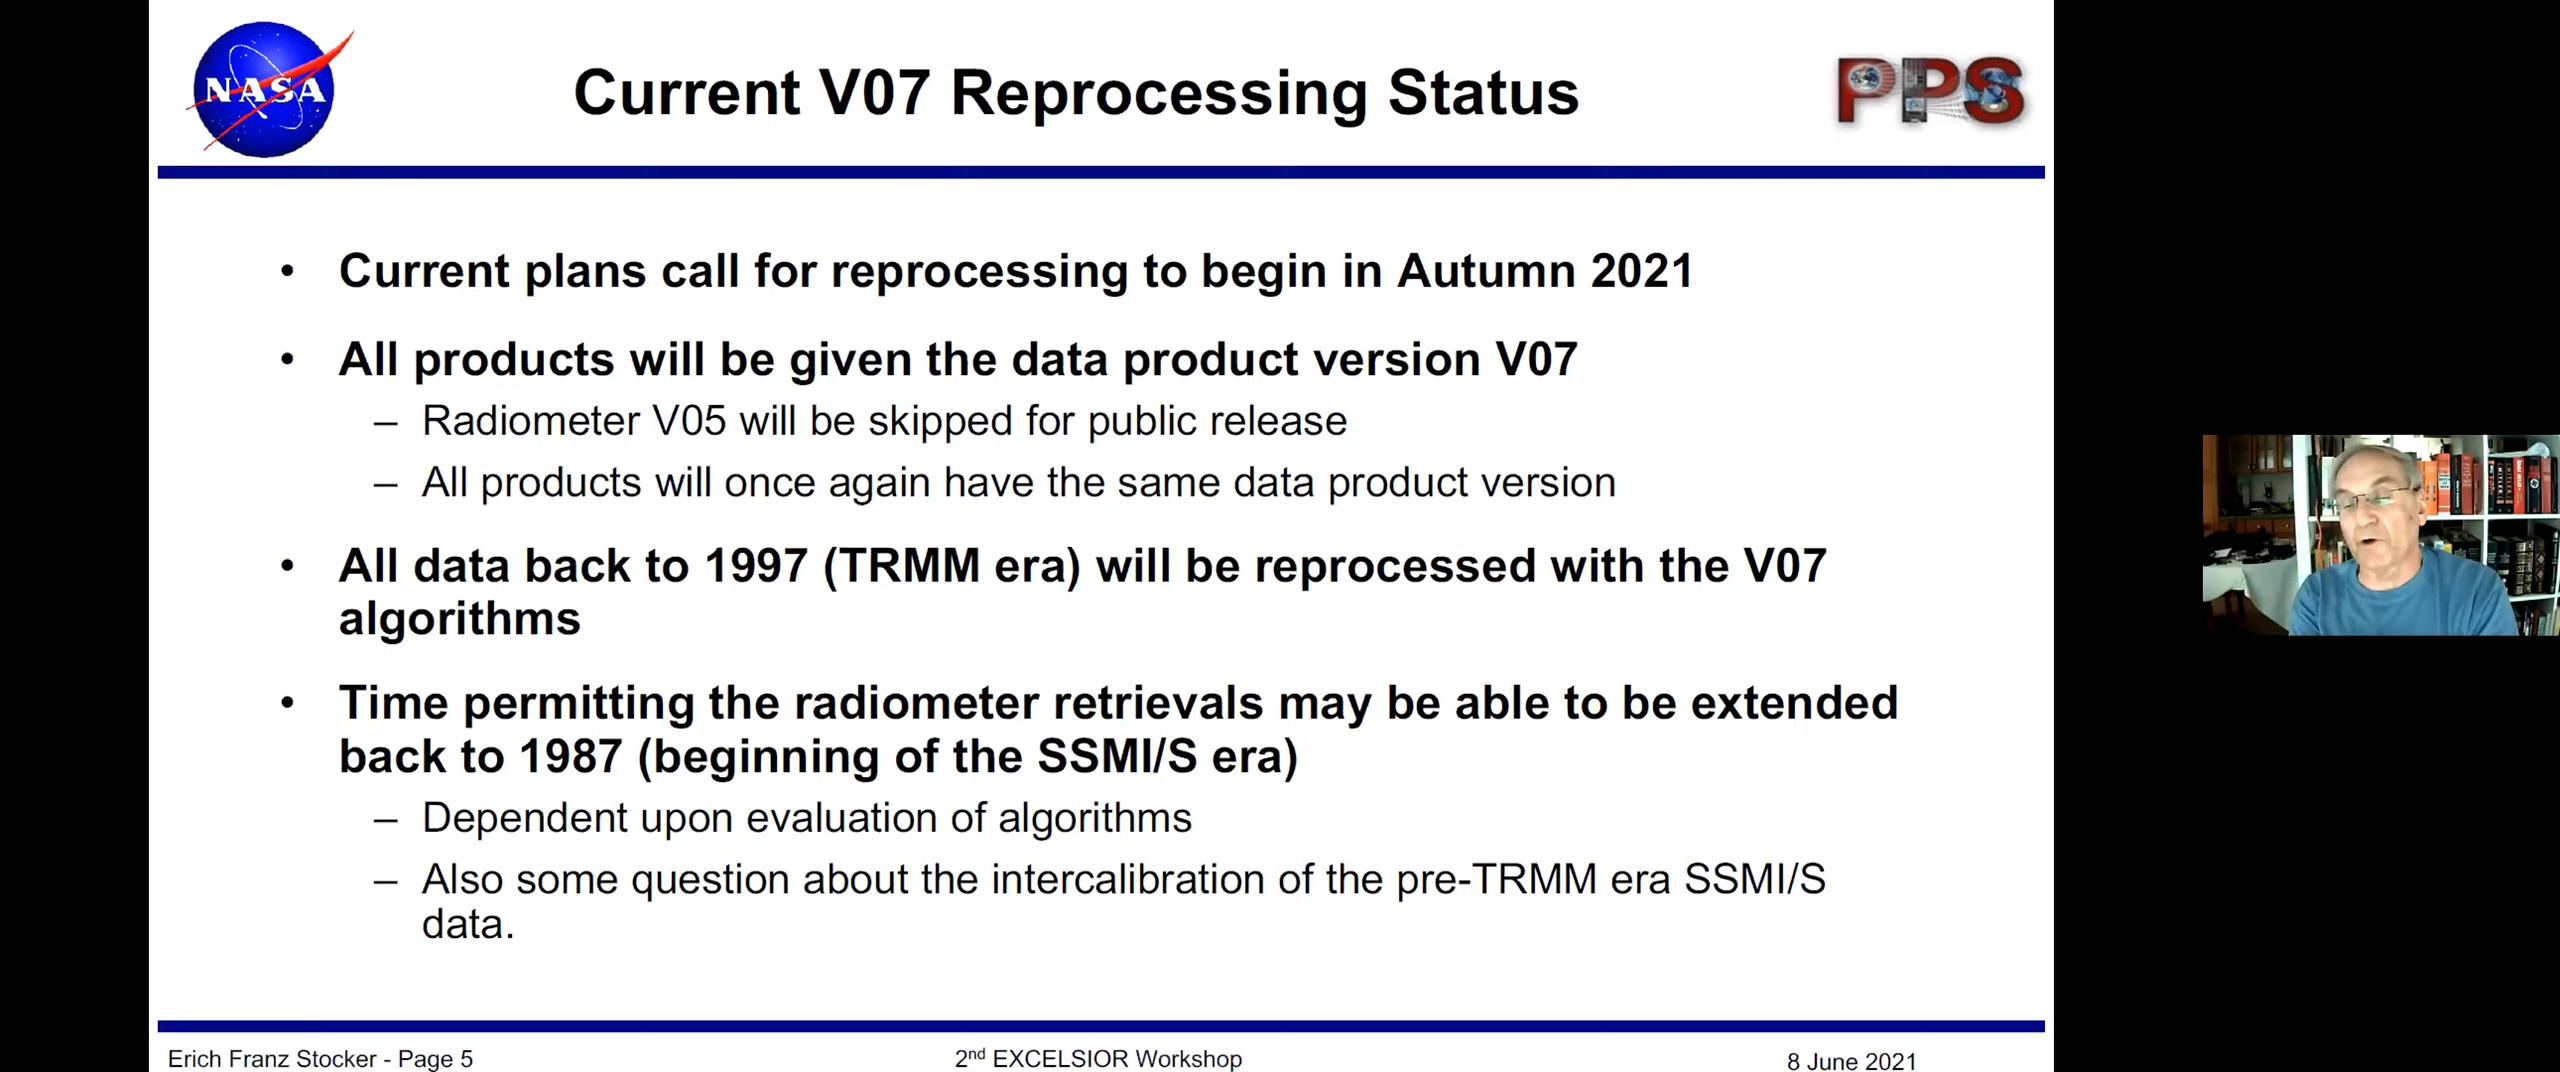 NASA
Current V07 Reprocessing Status
PPS
• Current plans call for reprocessing to begin in Autumn 2021
• All products will be given the data product version V07
– Radiometer V05 will be skipped for public release
– All products will once again have the same data product version
• All data back to 1997 (TRMM era) will be reprocessed with the V07
algorithms
• Time permitting the radiometer retrievals may be able to be extended
back to 1987 (beginning of the SSMI/S era)
– Dependent upon evaluation of algorithms
– Also some question about the intercalibration of the pre-TRMM era SSMI/S
data.
Erich Franz Stocker - Page 5
2nd EXCELSIOR Workshop
8 June 2021